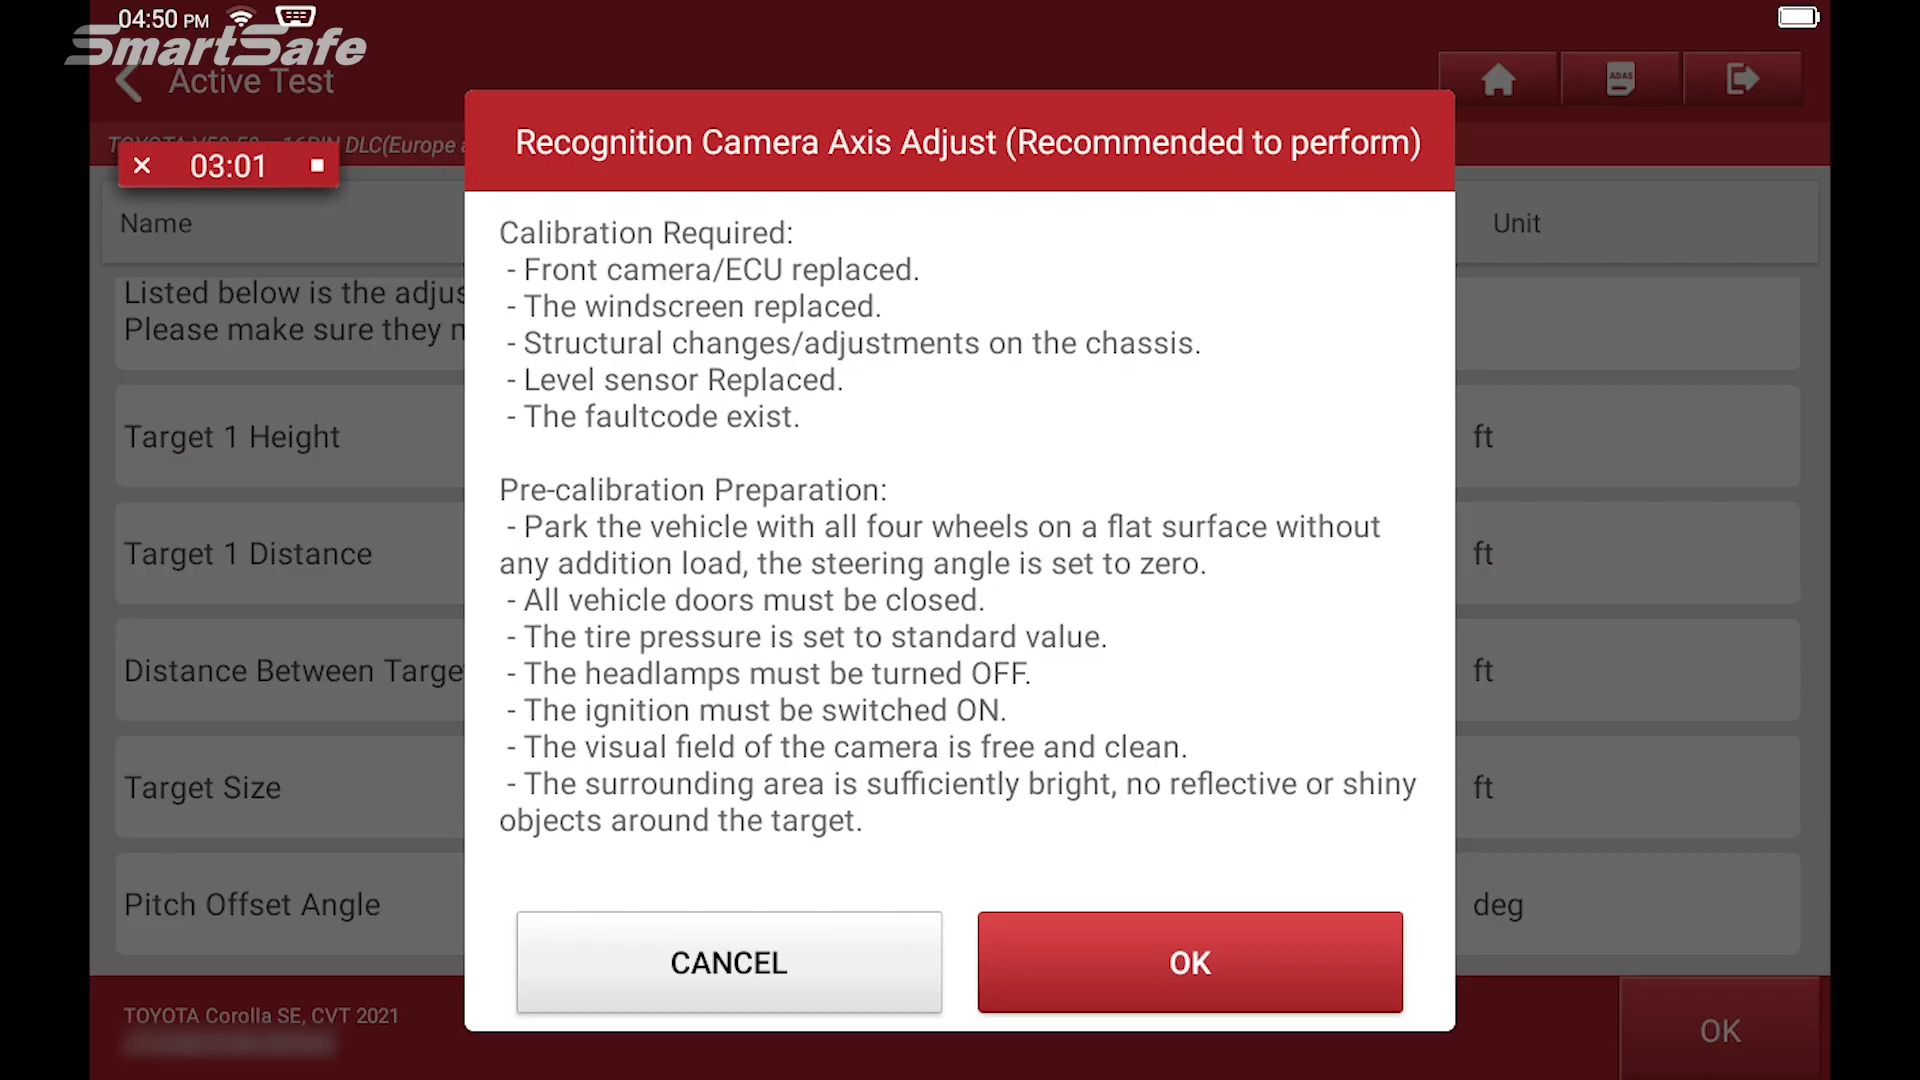 04:50 PM
SmartSafe
Active Test
ADAS
TOYOTA V50.50 > 16PIN DLC(Europe a
03:01
Recognition Camera Axis Adjust (Recommended to perform)
Name
Unit
Calibration Required:
- Front camera/ECU replaced.
- The windscreen replaced.
- Structural changes/adjustments on the chassis.
- Level sensor Replaced.
- The faultcode exist.
Pre-calibration Preparation:
- Park the vehicle with all four wheels on a flat surface without
any addition load, the steering angle is set to zero.
- All vehicle doors must be closed.
- The tire pressure is set to standard value.
- The headlamps must be turned OFF.
- The ignition must be switched ON.
- The visual field of the camera is free and clean.
- The surrounding area is sufficiently bright, no reflective or shiny
objects around the target.
CANCEL
OK
Listed below is the adjus
Please make sure they
Target 1 Height
ft
Target 1 Distance
ft
Distance Between Targe
ft
Target Size
ft
Pitch Offset Angle
deg
TOYOTA Corolla SE, CVT 2021
OK